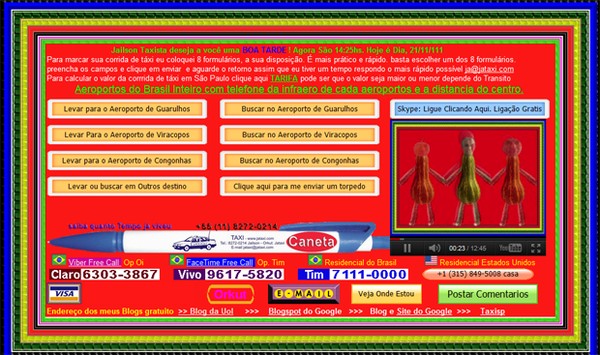 Jailson Taxista deseja a você uma BOA TARDE ! Agora São 14:25hs. Hoje é Dia, 21/11/111
Para marcar sua corrida de táxi eu coloquei 8 formulários, a sua disposição. É mais prático e rápido. basta escolher um dos 8 formulários.
preencha os campos e clique em enviar e aguarde o retorno assim que eu tiver um tempo respondo o mais rápido possível ja@jataxi.com
Para calcular o valor da corrida de táxi em São Paulo clique aqui TARIFA pode ser que o valor seja maior ou menor depende do Transito
Aeroportos do Brasil Inteiro com telefone da infraero de cada aeroportos e a distancia do centro.
Levar para o Aeroporto de Guarulhos
Buscar no Aeroporto de Guarulhos
Skype: Ligue Clicando Aqui. Ligação Gratis
Levar Para o Aeroporto de Viracopos
Buscar no Aeroporto de Viracopos
Levar para o Aeroporto de Congonhas
Buscar no Aeroporto de Congonhas
Levar ou buscar em Outros destino
Clique aqui para me enviar um torpedo
+55 (11) 8272-0214
TAXI - www.jataxi.com
Caneta
00:23 / 12:45
YouTube
Viber Free Call Op Oi
FaceTime Free Call Op. Tim
Residencial do Brasil
Residencial Estados Unidos
Claro 6303-3867
Vivo 9617-5820
Tim 7111-0000
+1 (315) 849-5008 casa
VISA
Orkut
E-MAIL
Veja Onde Estou
Postar Comentarios
Endereço dos meus Blogs gratuito >> Blog da Uol >>> Blogspot do Google >>> Blog e Site do Google >>> Taxisp